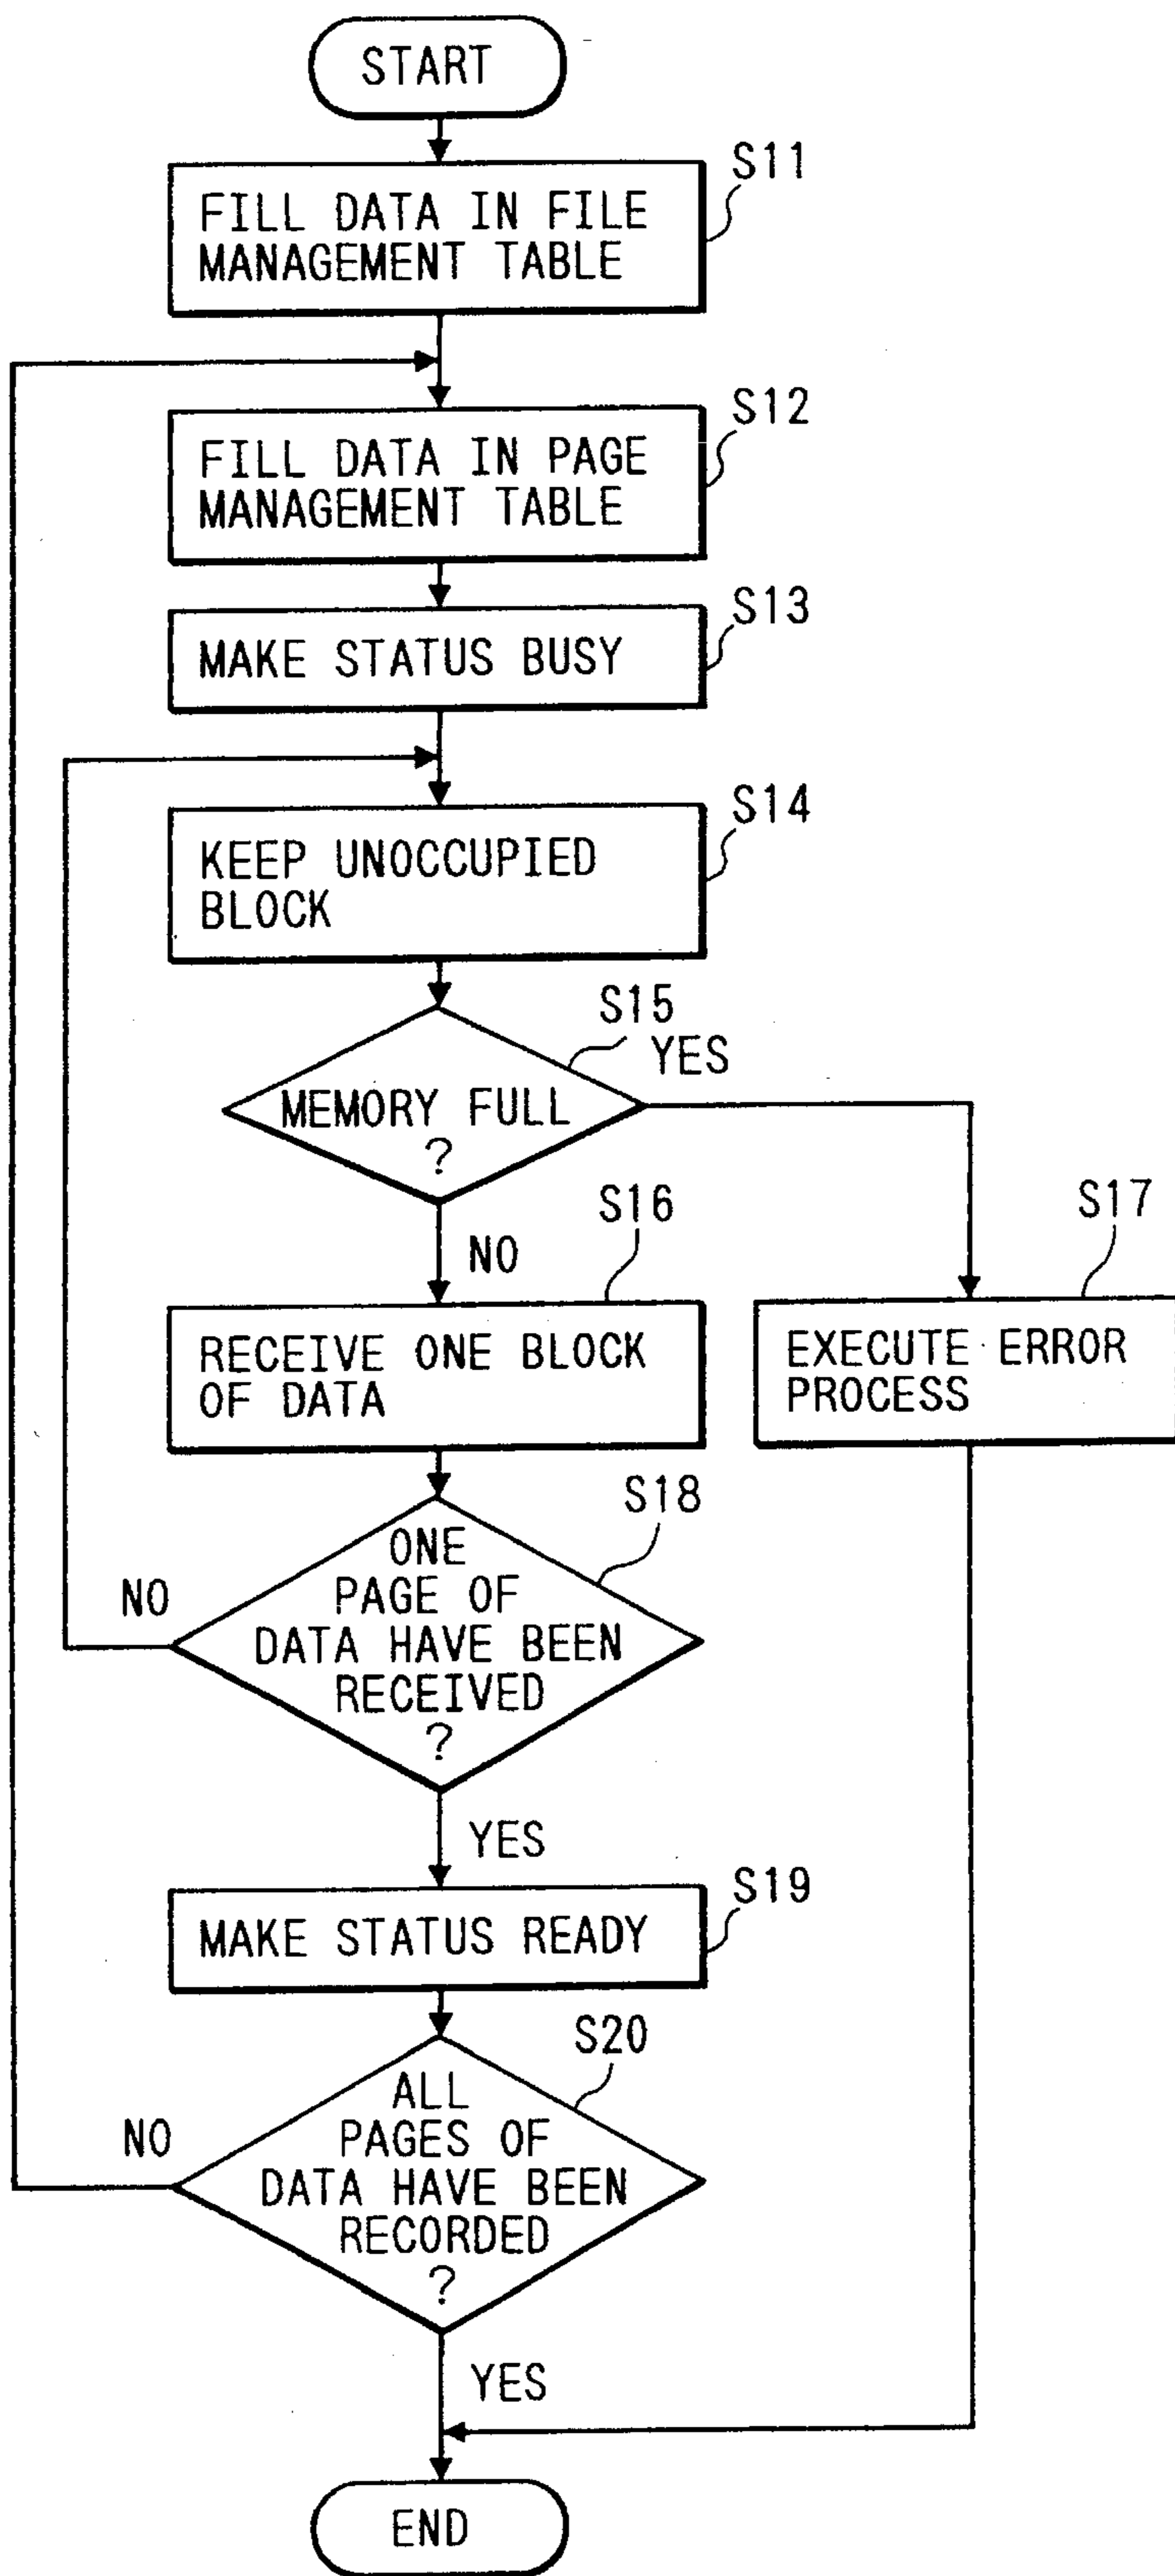 START
S11
FILL DATA IN FILE
MANAGEMENT TABLE
S12
FILL DATA IN PAGE
MANAGEMENT TABLE
S13
MAKE STATUS BUSY
S14
KEEP UNOCCUPIED
BLOCK
S15
YES
MEMORY FULL
?
S16
S17
NO
RECEIVE ONE BLOCK
OF DATA
EXECUTE ERROR
PROCESS
S18
ONE
NO
PAGE OF
DATA HAVE BEEN
RECEIVED
?
YES
S19
MAKE STATUS READY
S20
ALL
NO
PAGES OF
DATA HAVE BEEN
RECORDED
?
YES
END